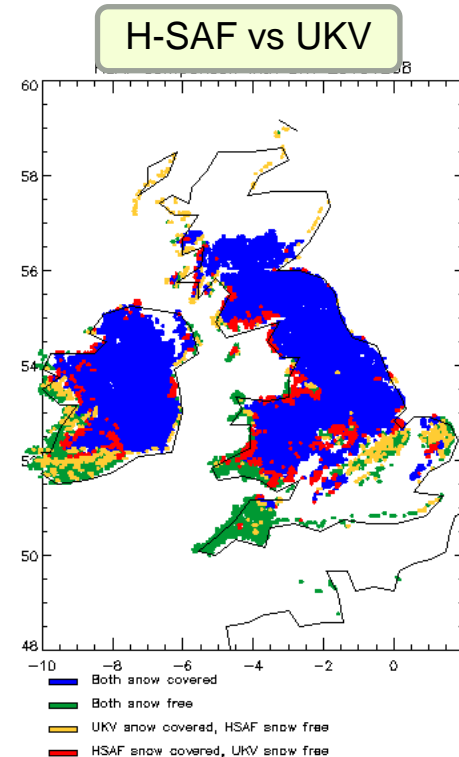 H-SAF vs UKV
60
58
56
54
52
50
48
-10 -8 -6 -4 -2 0
Both snow covered
Both snow free
UKV snow covered, HSAF snow free
HSAF snow covered, UKV snow free